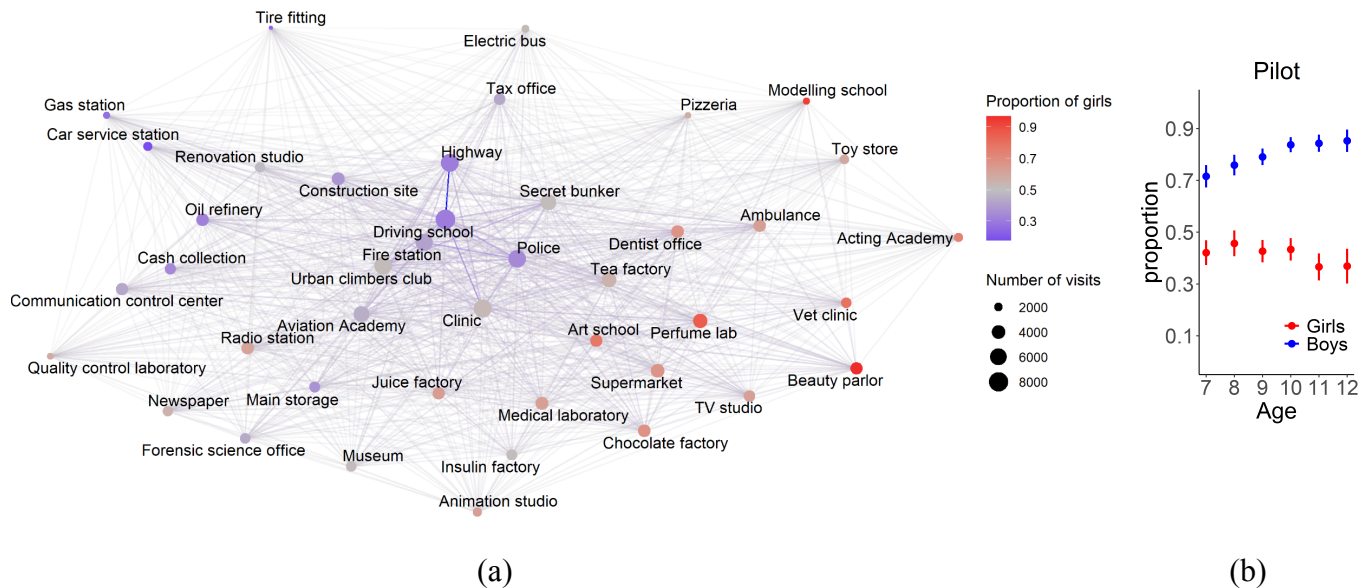 Tire fitting
Electric bus
Gas station
Tax office
Pizzeria
Modelling school
Car service station
Renovation studio
Highway
Toy store
Construction site
Secret bunker
Oil refinery
Driving school
Ambulance
Police
Dentist office
Acting Academy
Fire station
Cash collection
Urban climbers club
Tea factory
Communication control center
Aviation Academy
Clinic
Vet clinic
Radio station
Art school
Perfume lab
Quality control laboratory
Juice factory
Supermarket
Beauty parlor
Newspaper
Main storage
Medical laboratory
TV studio
Forensic science office
Museum
Insulin factory
Chocolate factory
Animation studio
Proportion of girls
0.9
0.7
0.5
0.3
Number of visits
2000
4000
6000
8000
(a)
Pilot
proportion
0.9
0.7
0.5
0.3
0.1
Girls
Boys
7 8 9 10 11 12
Age
(b)